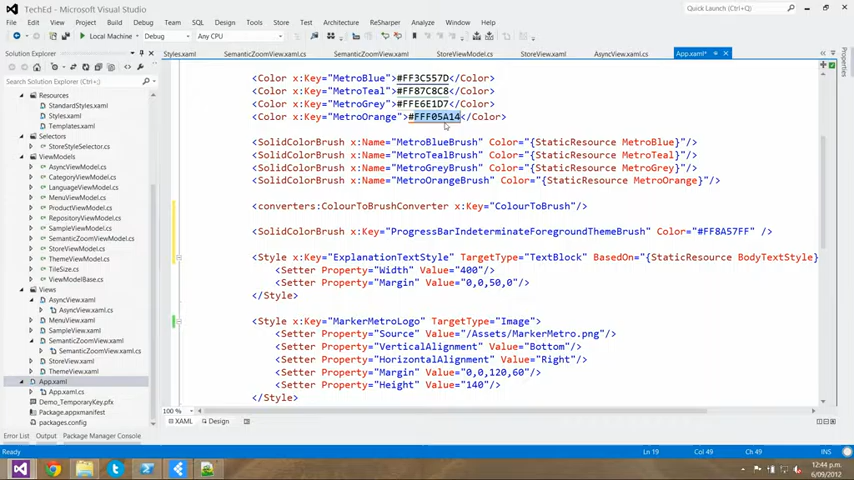 TechEd - Microsoft Visual Studio
Quick Launch (Ctrl+Q)
File Edit View Project Build Debug Team SQL Design Tools Store Test Architecture ReSharper Analyze Window Help
Local Machine Debug Any CPU
Solution Explorer
Styles.xaml SemanticZoomView.xaml.cs SemanticZoomView.xaml StoreViewModel.cs StoreView.xaml AsyncView.xaml.cs App.xaml*
Properties
Search Solution Explorer (Ctrl+;)
Resources
StandardStyles.xaml
Styles.xaml
Templates.xaml
Selectors
StoreStyleSelector.cs
ViewModels
AsyncViewModel.cs
CategoryViewModel.cs
LanguageViewModel.cs
MenuViewModel.cs
ProductViewModel.cs
RepositoryViewModel.cs
SampleViewModel.cs
SemanticZoomViewModel.cs
StoreViewModel.cs
ThemeViewModel.cs
TileSize.cs
ViewModelBase.cs
Views
AsyncView.xaml
AsyncView.xaml.cs
MenuView.xaml
SampleView.xaml
SemanticZoomView.xaml
SemanticZoomView.xaml.cs
StoreView.xaml
ThemeView.xaml
App.xaml
App.xaml.cs
Demo_TemporaryKey.pfx
Package.appxmanifest
packages.config
<Color x:Key="MetroBlue">#FF3C557D</Color>
<Color x:Key="MetroTeal">#FF87C8C8</Color>
<Color x:Key="MetroGrey">#FFE6E1D7</Color>
<Color x:Key="MetroOrange">#FFF05A14</Color>
<SolidColorBrush x:Name="MetroBlueBrush" Color="{StaticResource MetroBlue}"/>
<SolidColorBrush x:Name="MetroTealBrush" Color="{StaticResource MetroTeal}"/>
<SolidColorBrush x:Name="MetroGreyBrush" Color="{StaticResource MetroGrey}"/>
<SolidColorBrush x:Name="MetroOrangeBrush" Color="{StaticResource MetroOrange}"/>
<converters:ColourToBrushConverter x:Key="ColourToBrush"/>
<SolidColorBrush x:Key="ProgressBarIndeterminateForegroundThemeBrush" Color="#FF8A57FF" />
<Style x:Key="ExplanationTextStyle" TargetType="TextBlock" BasedOn="{StaticResource BodyTextStyle}
<Setter Property="Width" Value="400"/>
<Setter Property="Margin" Value="0,0,50,0"/>
</Style>
<Style x:Key="MarkerMetroLogo" TargetType="Image">
<Setter Property="Source" Value="/Assets/MarkerMetro.png"/>
<Setter Property="VerticalAlignment" Value="Bottom"/>
<Setter Property="HorizontalAlignment" Value="Right"/>
<Setter Property="Margin" Value="0,0,120,60"/>
<Setter Property="Height" Value="140"/>
</Style>
100 %
XAML Design
Error List Output Package Manager Console
Ready Ln 19 Col 49 Ch 49 INS
12:44 p.m.
6/09/2012